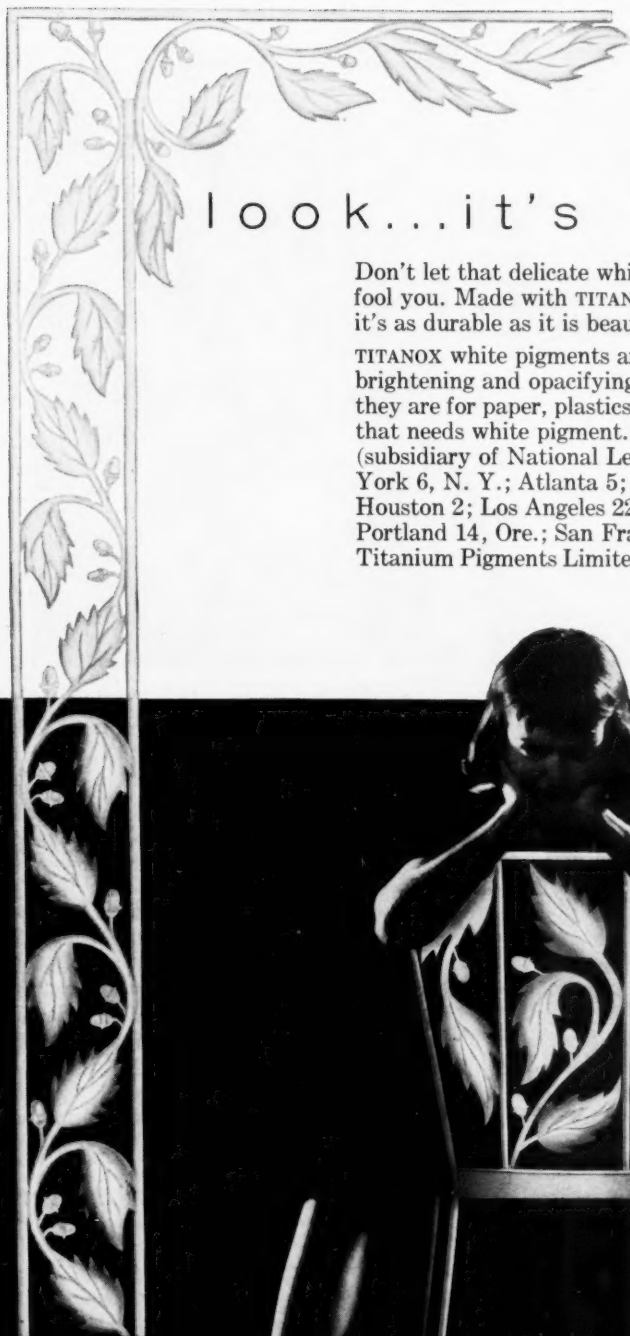 look...it's
Don't let that delicate whi
fool you. Made with TITAN
it's as durable as it is beau
TITANOX white pigments a
brightening and opacifying
they are for paper, plastics
that needs white pigment.
(subsidiary of National Le
York 6, N. Y.; Atlanta 5;
Houston 2; Los Angeles 22
Portland 14, Ore.; San Fra
Titanium Pigments Limite